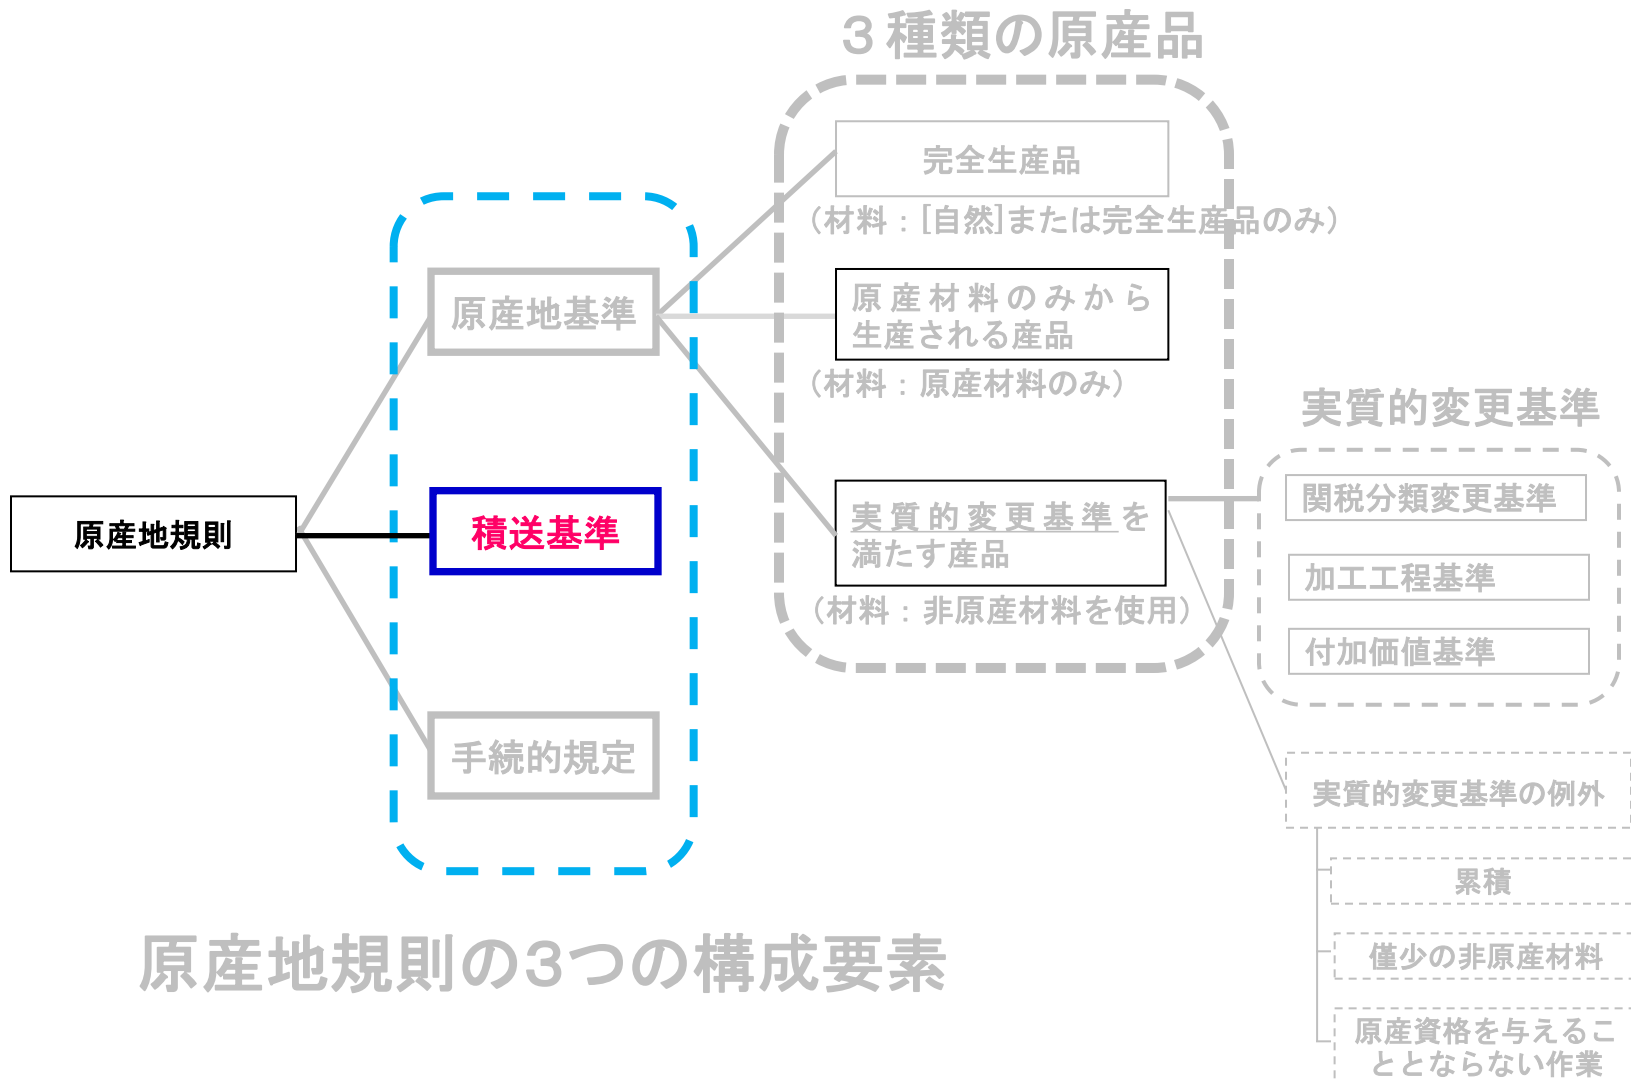 ３種類の原産品
完全生産品
（材料：[自然]または完全生産品のみ）
原産地基準
原産材料のみから
生産される産品
（材料：原産材料のみ）
実質的変更基準
関税分類変更基準
実質的変更基準を
満たす産品
積送基準
原産地規則
加工工程基準
（材料：非原産材料を使用）
付加価値基準
手続的規定
実質的変更基準の例外
累積
原産地規則の3つの構成要素
僅少の非原産材料
原産資格を与えるこ
ととならない作業